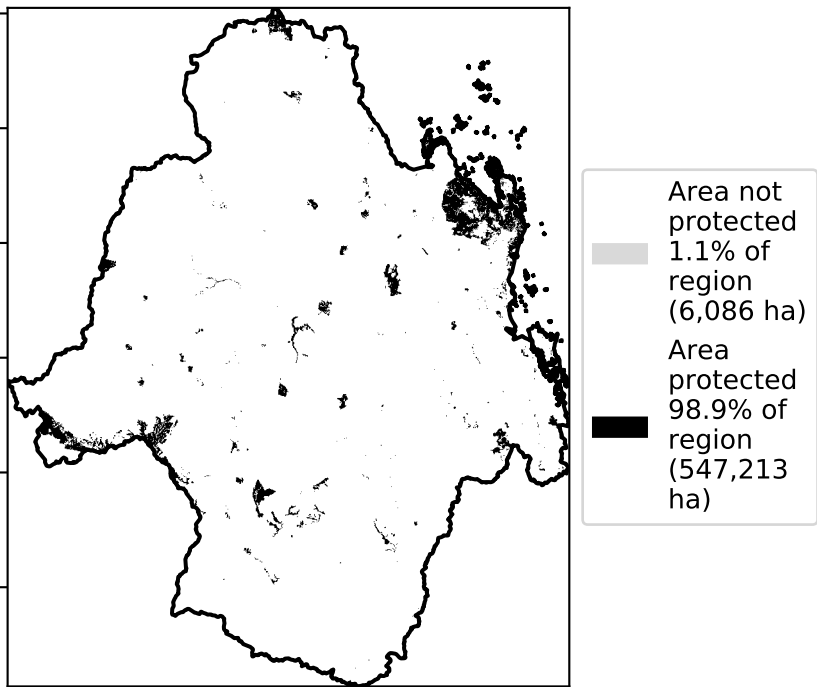 Area not
protected
1.1% of
region
(6,086 ha)
Area
protected
98.9% of
region
(547,213
ha)